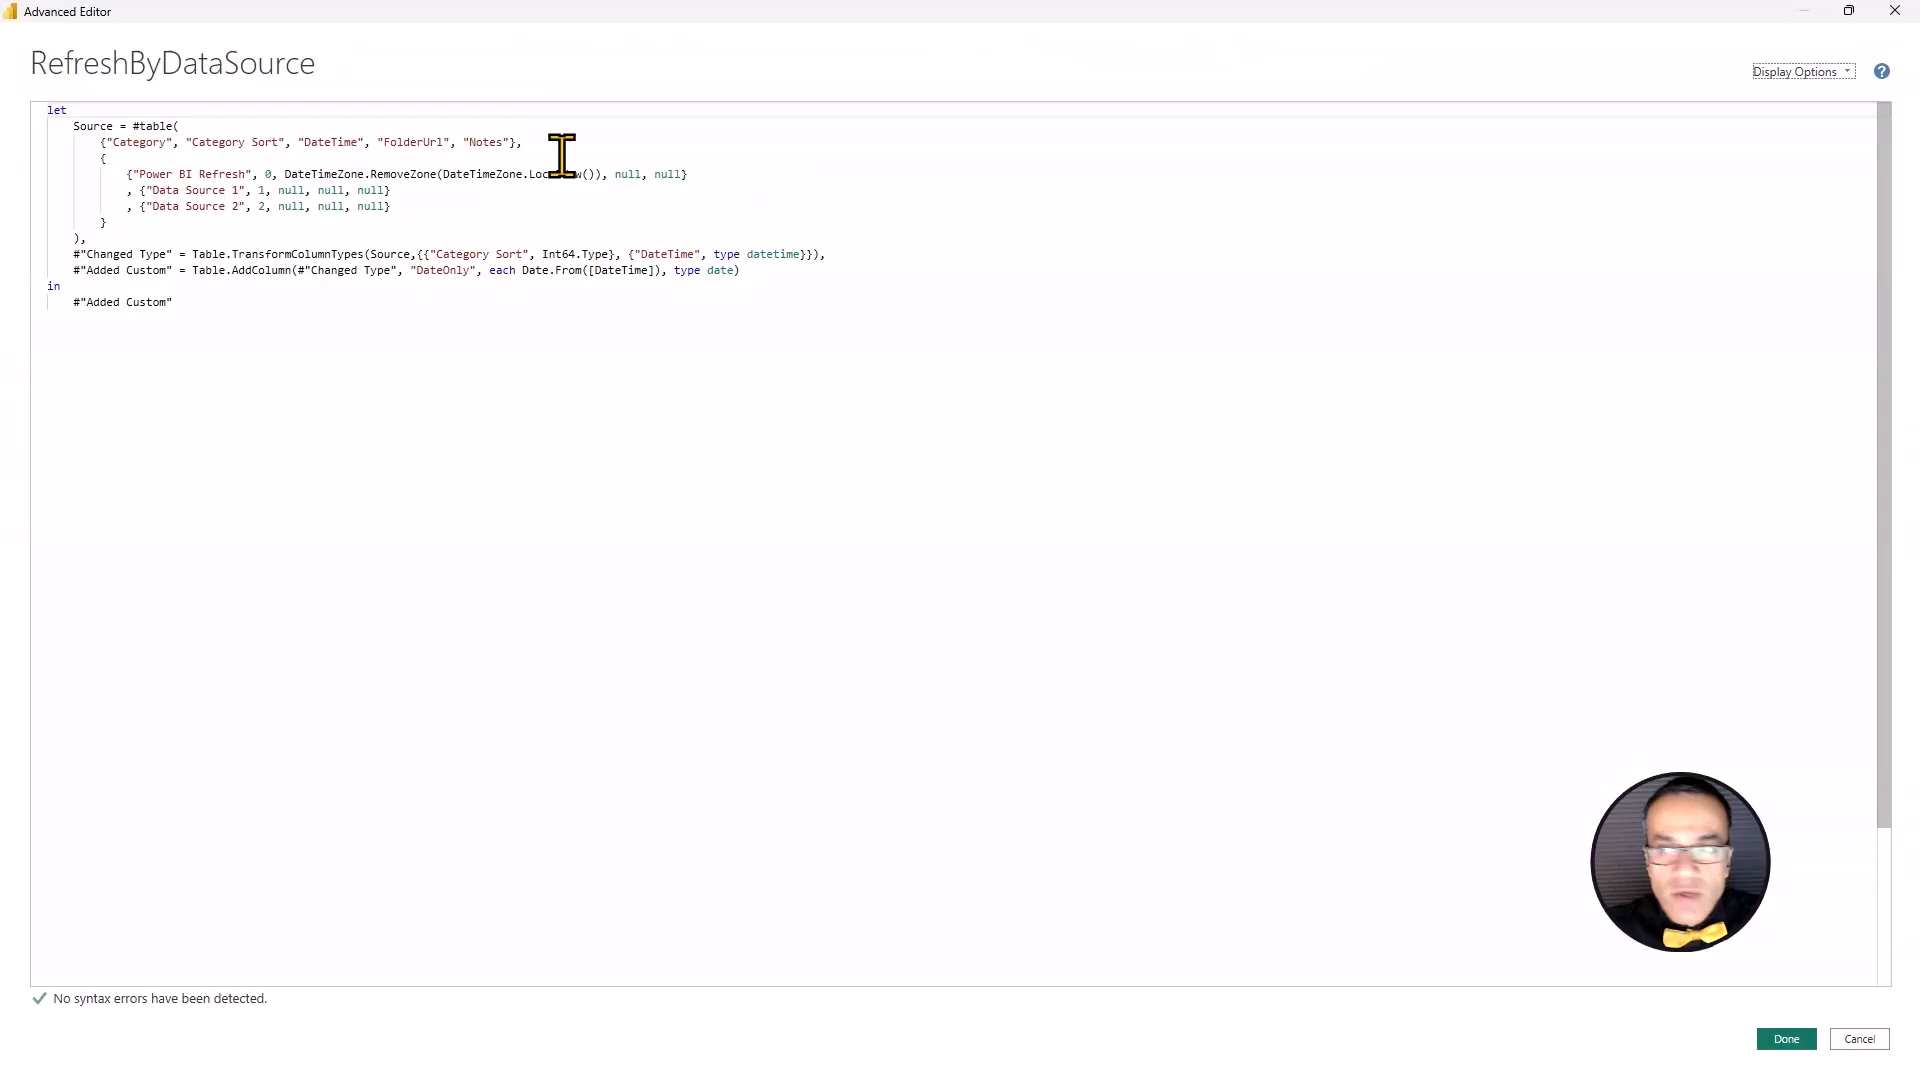 Advanced Editor
RefreshByDataSource
Display Options
?
let
Source = #table(
{"Category", "Category Sort", "DateTime", "FolderUrl", "Notes"},
{
{"Power BI Refresh", 0, DateTimeZone.RemoveZone(DateTimeZone. ()), null, null}
, {"Data Source 1", 1, null, null, null}
, {"Data Source 2", 2, null, null, null}
}
),
#"Changed Type" = Table.TransformColumnTypes(Source,{{"Category Sort", Int64.Type}, {"DateTime", type datetime}}),
#"Added Custom" = Table.AddColumn(#"Changed Type", "DateOnly", each Date.From([DateTime]), type date)
in
#"Added Custom"
No syntax errors have been detected.
Done
Cancel